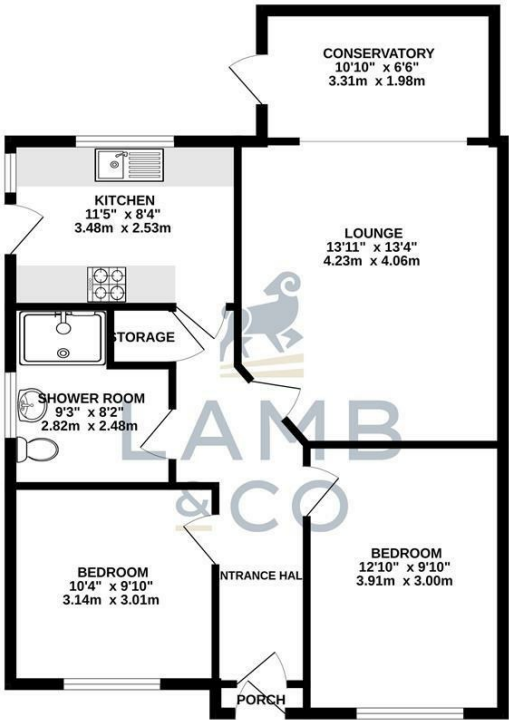 CONSERVATORY
10'10" x 6'6"
3.31m x 1.98m
KITCHEN
11'5" x 8'4"
3.48m x 2.53m
LOUNGE
13'11" x 13'4"
4.23m x 4.06m
STORAGE
SHOWER ROOM
9'3" x 8'2"
2.82m x 2.48m
LAMB
& CO
BEDROOM
10'4" x 9'10"
3.14m x 3.01m
NTRANCE HAL
BEDROOM
12'10" x 9'10"
3.91m x 3.00m
PORCH